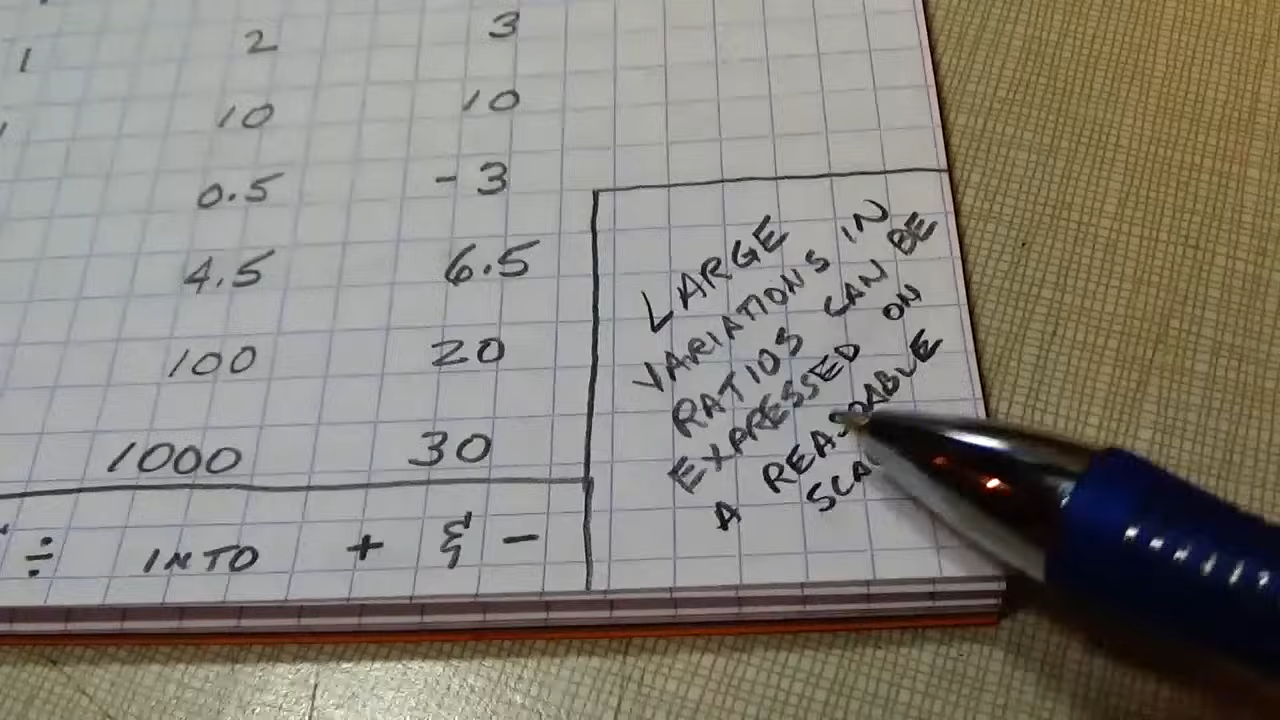 1 2 3
10 10
0.5 - 3
4.5 6.5
100 20
1000 30
÷ INTO + & -
LARGE
VARIATIONS IN
RATIOS CAN BE
EXPRESSED ON
A REASONABLE